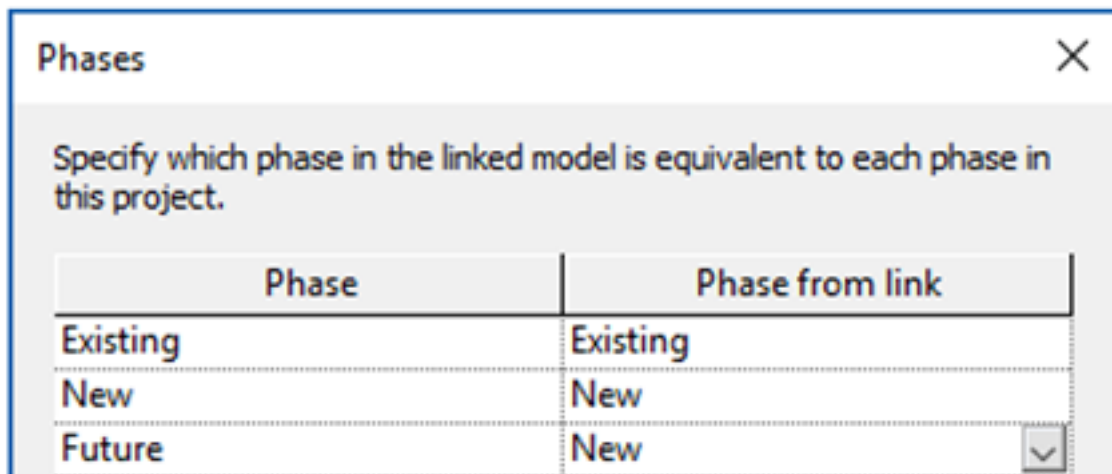 Phases
Specify which phase in the linked model is equivalent to each phase in
this project.
Phase Phase from link
Existing Existing
New New
Future New